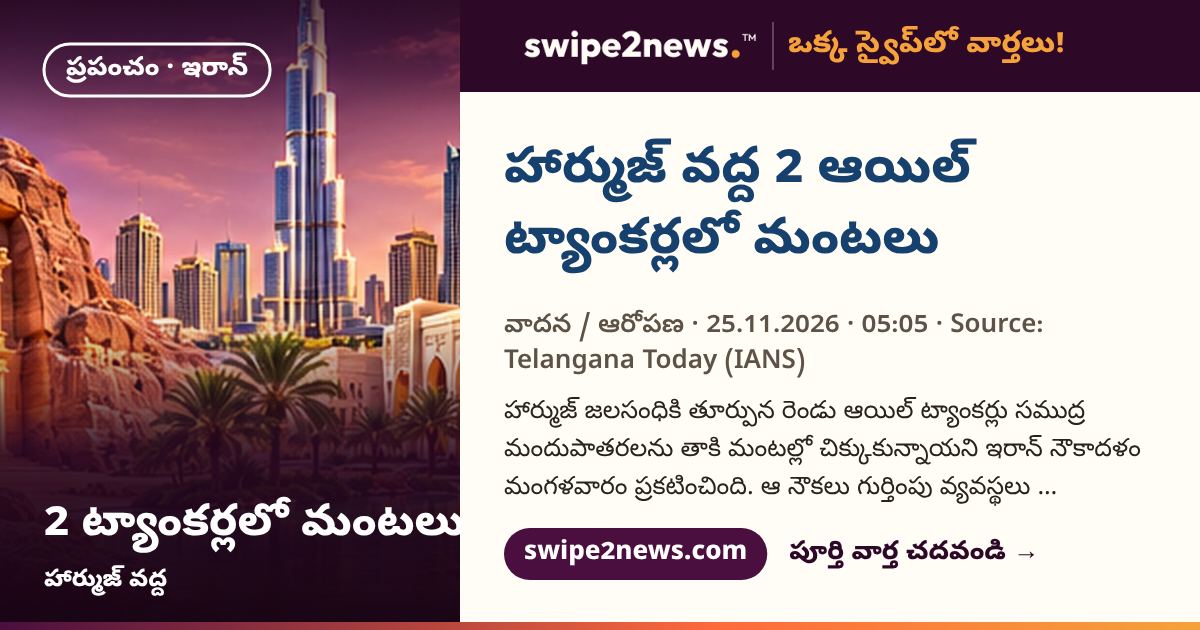 ప్రపంచం · ఇరాన్
2 ట్యాంకర్లలో మంటలు
హార్ముజ్ వద్ద
swipe2news.™
ఒక్క స్వైప్‌లో వార్తలు!
హార్ముజ్ వద్ద 2 ఆయిల్
ట్యాంకర్లలో మంటలు
వాదన / ఆరోపణ · 25.11.2026 · 05:05 · Source:
Telangana Today (IANS)
హార్ముజ్ జలసంధికి తూర్పున రెండు ఆయిల్ ట్యాంకర్లు సముద్ర
మందుపాతరలను తాకి మంటల్లో చిక్కుకున్నాయని ఇరాన్ నౌకాదళం
మంగళవారం ప్రకటించింది. ఆ నౌకలు గుర్తింపు వ్యవస్థలు ...
swipe2news.com
పూర్తి వార్త చదవండి →